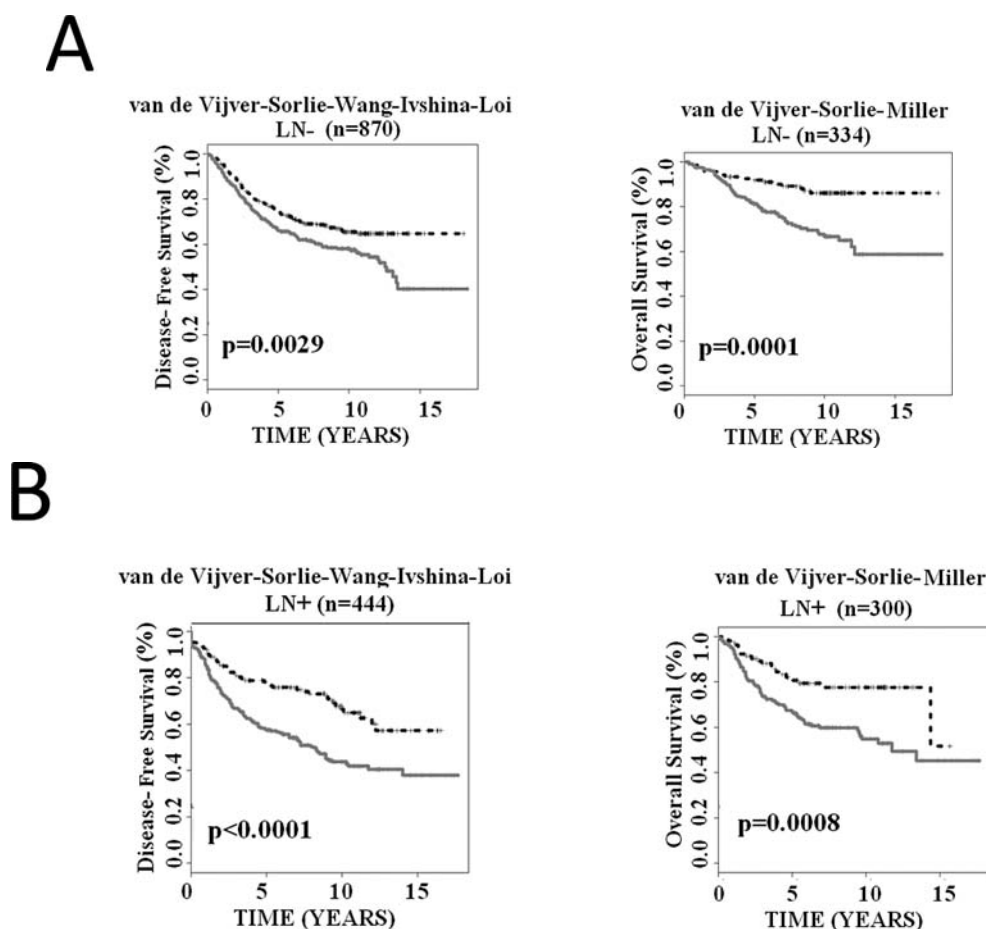 A
van de Vijver-Sorlie-Wang-Ivshina-Loi
LN- (n=870)
Disease- Free Survival (%)
0.0 0.2 0.4 0.6 0.8 1.0
p=0.0029
0 5 10 15
TIME (YEARS)
van de Vijver-Sorlie-Miller
LN- (n=334)
Overall Survival (%)
0.0 0.2 0.4 0.6 0.8 1.0
p=0.0001
0 5 10 15
TIME (YEARS)
B
van de Vijver-Sorlie-Wang-Ivshina-Loi
LN+ (n=444)
Disease- Free Survival (%)
0.0 0.2 0.4 0.6 0.8 1.0
p<0.0001
0 5 10 15
TIME (YEARS)
van de Vijver-Sorlie-Miller
LN+ (n=300)
Overall Survival (%)
0.0 0.2 0.4 0.6 0.8 1.0
p=0.0008
0 5 10 15
TIME (YEARS)